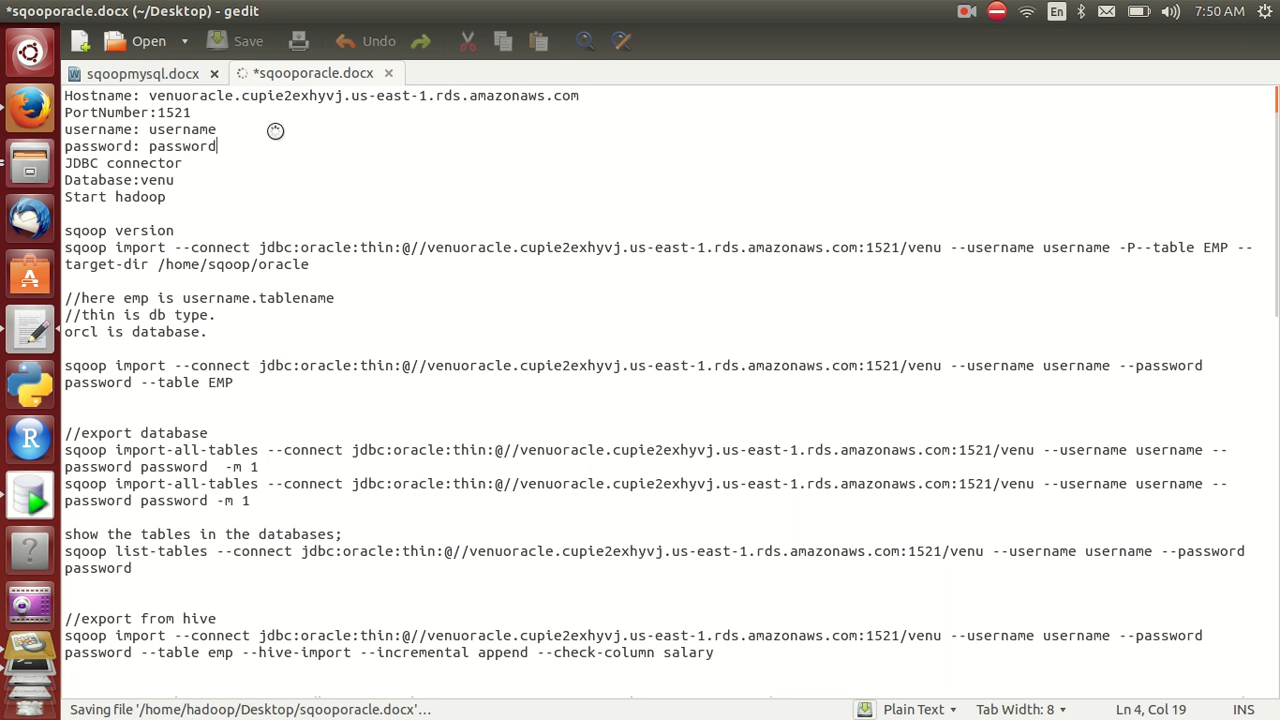 *sqooporacle.docx (~/Desktop) - gedit
En
7:50 AM
Open
Save
Undo
sqoopmysql.docx
*sqooporacle.docx
Hostname: venuoracle.cupie2exhyvj.us-east-1.rds.amazonaws.com
PortNumber:1521
username: username
password: password
JDBC connector
Database:venu
Start hadoop
sqoop version
sqoop import --connect jdbc:oracle:thin:@//venuoracle.cupie2exhyvj.us-east-1.rds.amazonaws.com:1521/venu --username username -P--table EMP --
target-dir /home/sqoop/oracle
//here emp is username.tablename
//thin is db type.
orcl is database.
sqoop import --connect jdbc:oracle:thin:@//venuoracle.cupie2exhyvj.us-east-1.rds.amazonaws.com:1521/venu --username username --password
password --table EMP
//export database
sqoop import-all-tables --connect jdbc:oracle:thin:@//venuoracle.cupie2exhyvj.us-east-1.rds.amazonaws.com:1521/venu --username username --
password password  -m 1
sqoop import-all-tables --connect jdbc:oracle:thin:@//venuoracle.cupie2exhyvj.us-east-1.rds.amazonaws.com:1521/venu --username username --
password password -m 1
show the tables in the databases;
sqoop list-tables --connect jdbc:oracle:thin:@//venuoracle.cupie2exhyvj.us-east-1.rds.amazonaws.com:1521/venu --username username --password
password
//export from hive
sqoop import --connect jdbc:oracle:thin:@//venuoracle.cupie2exhyvj.us-east-1.rds.amazonaws.com:1521/venu --username username --password
password --table emp --hive-import --incremental append --check-column salary
Saving file '/home/hadoop/Desktop/sqooporacle.docx'…
Plain Text
Tab Width: 8
Ln 4, Col 19
INS